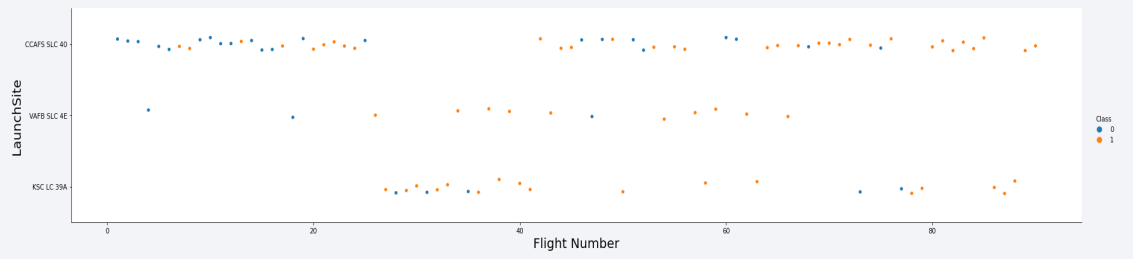 LaunchSite
CCAFS SLC 40
VAFB SLC 4E
KSC LC 39A
0 20 40 60 80
Flight Number
Class
0
1